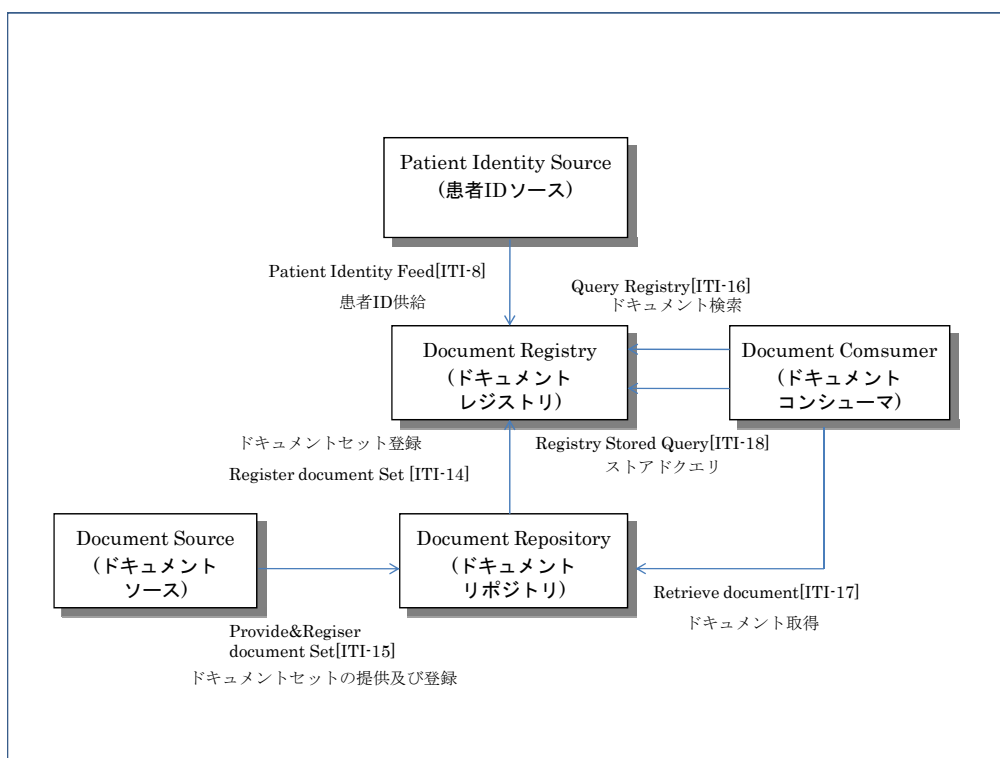 Patient Identity Source
(患者IDソース)
Patient Identity Feed[ITI-8]
患者ID供給
Query Registry[ITI-16]
ドキュメント検索
Document Registry
(ドキュメント
レジストリ)
Document Comsumer
(ドキュメント
コンシューマ)
ドキュメントセット登録
Register document Set [ITI-14]
Registry Stored Query[ITI-18]
ストアドクエリ
Document Source
(ドキュメント
ソース)
Document Repository
(ドキュメント
リポジトリ)
Retrieve document[ITI-17]
ドキュメント取得
Provide&Regiser
document Set[ITI-15]
ドキュメントセットの提供及び登録